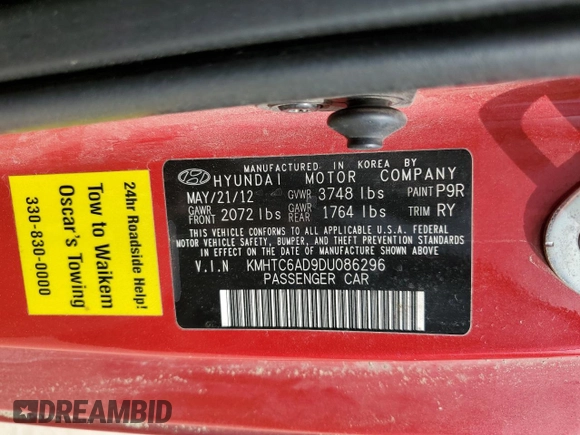 MANUFACTURED IN KOREA BY
HYUNDAI MOTOR COMPANY
MAY/21/12 GVWR 3748 lbs PAINT P9R
GAWR FRONT 2072 lbs GAWR REAR 1764 lbs TRIM RY
THIS VEHICLE CONFORMS TO ALL APPLICABLE U.S.A. FEDERAL
MOTOR VEHICLE SAFETY, BUMPER, AND THEFT PREVENTION STANDARDS
IN EFFECT ON THE DATE OF MANUFACTURE SHOWN ABOVE.
V.I.N KMHTC6AD9DU086296
PASSENGER CAR
24hr Roadside Help!
Tow to Waikem
Oscar's Towing
330-830-0000
DREAMBID